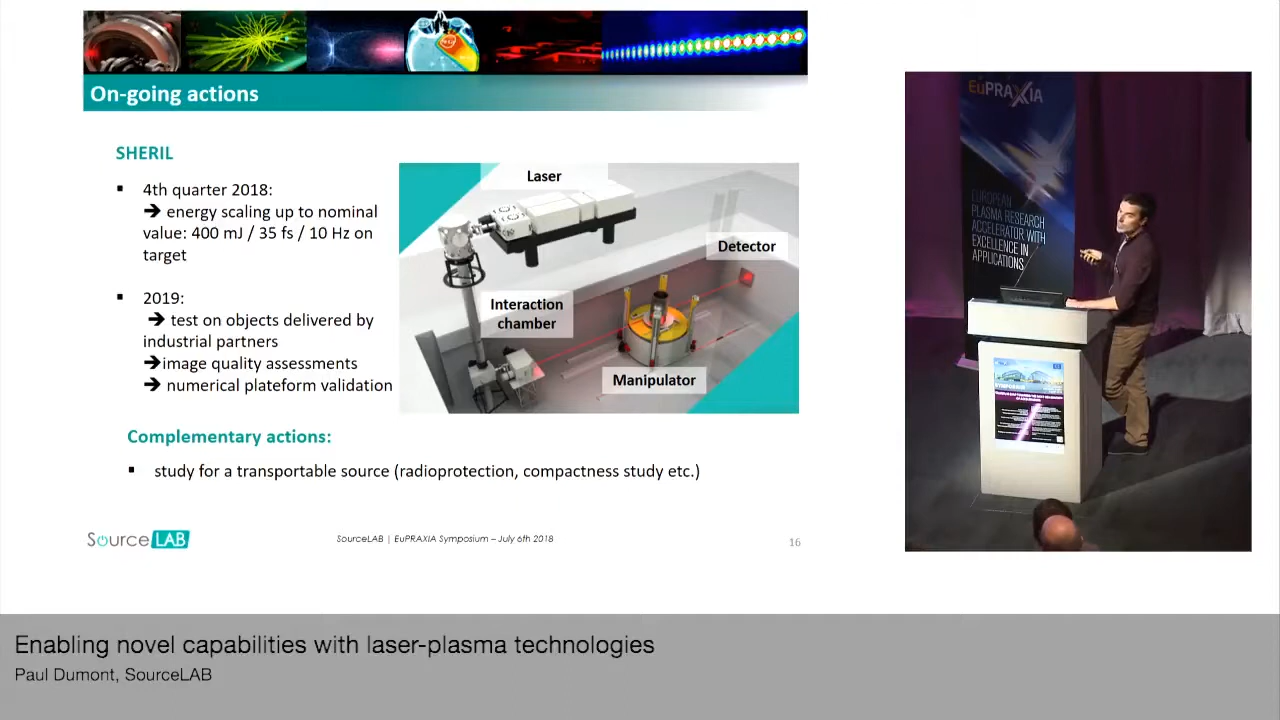 On-going actions
SHERIL
4th quarter 2018:
➔ energy scaling up to nominal
value: 400 mJ / 35 fs / 10 Hz on
target
2019:
➔ test on objects delivered by
industrial partners
➔image quality assessments
➔ numerical plateform validation
Laser
Detector
Interaction
chamber
Manipulator
Complementary actions:
study for a transportable source (radioprotection, compactness study etc.)
SourceLAB
SourceLAB | EuPRAXIA Symposium – July 6th 2018
16
EuPRAXIA
EUROPEAN
PLASMA RESEARCH
ACCELERATOR WITH
EXCELLENCE IN
APPLICATIONS
SYMPOSIUM
Enabling novel capabilities with laser-plasma technologies
Paul Dumont, SourceLAB